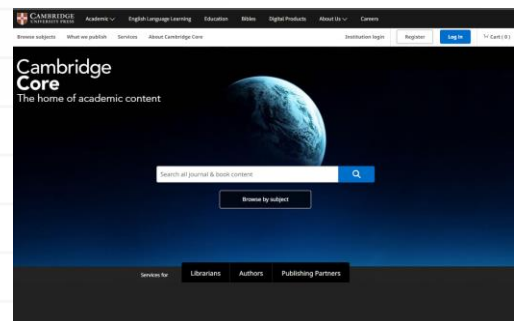 CAMBRIDGE UNIVERSITY PRESS Academic English Language Learning Education Bibles Digital Products About Us Careers
Browse subjects What we publish Services About Cambridge Core Institution login Register Log in Cart ( 0 )
Cambridge
Core
The home of academic content
Search all journal & book content
Browse by subject
Services for Librarians Authors Publishing Partners